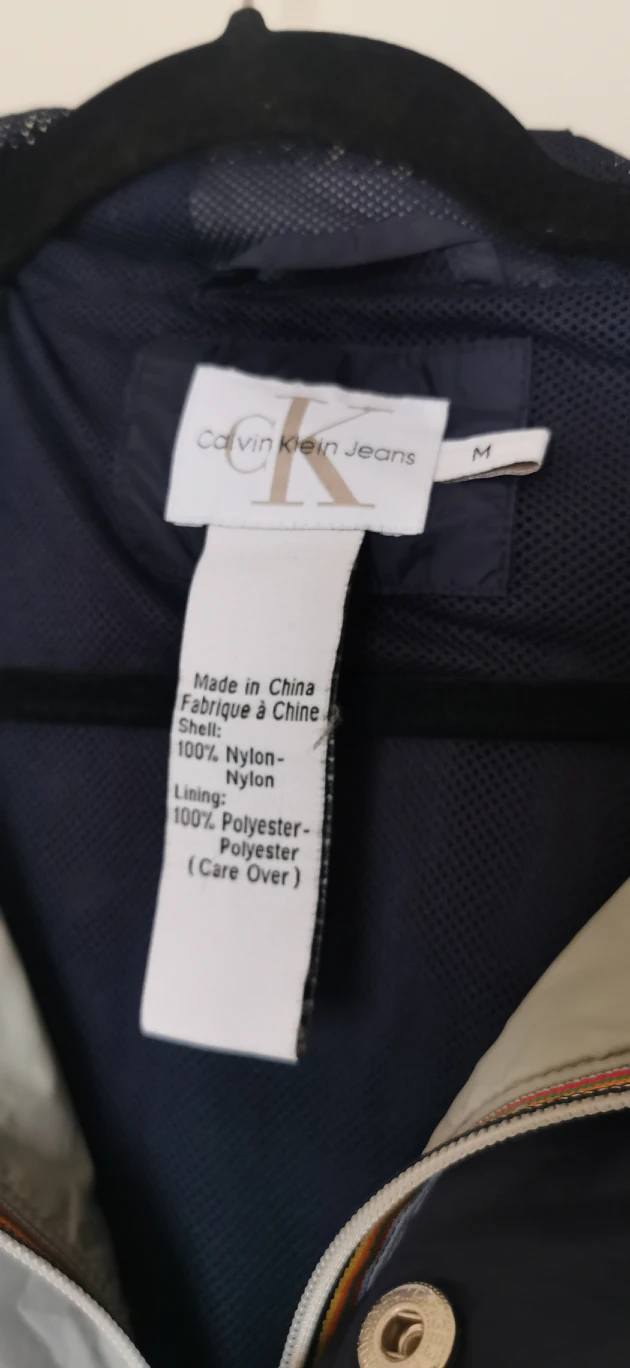 CK
Calvin Klein Jeans
M
Made in China
Fabrique à Chine
Shell:
100% Nylon-
Nylon
Lining:
100% Polyester-
Polyester
(Care Over)